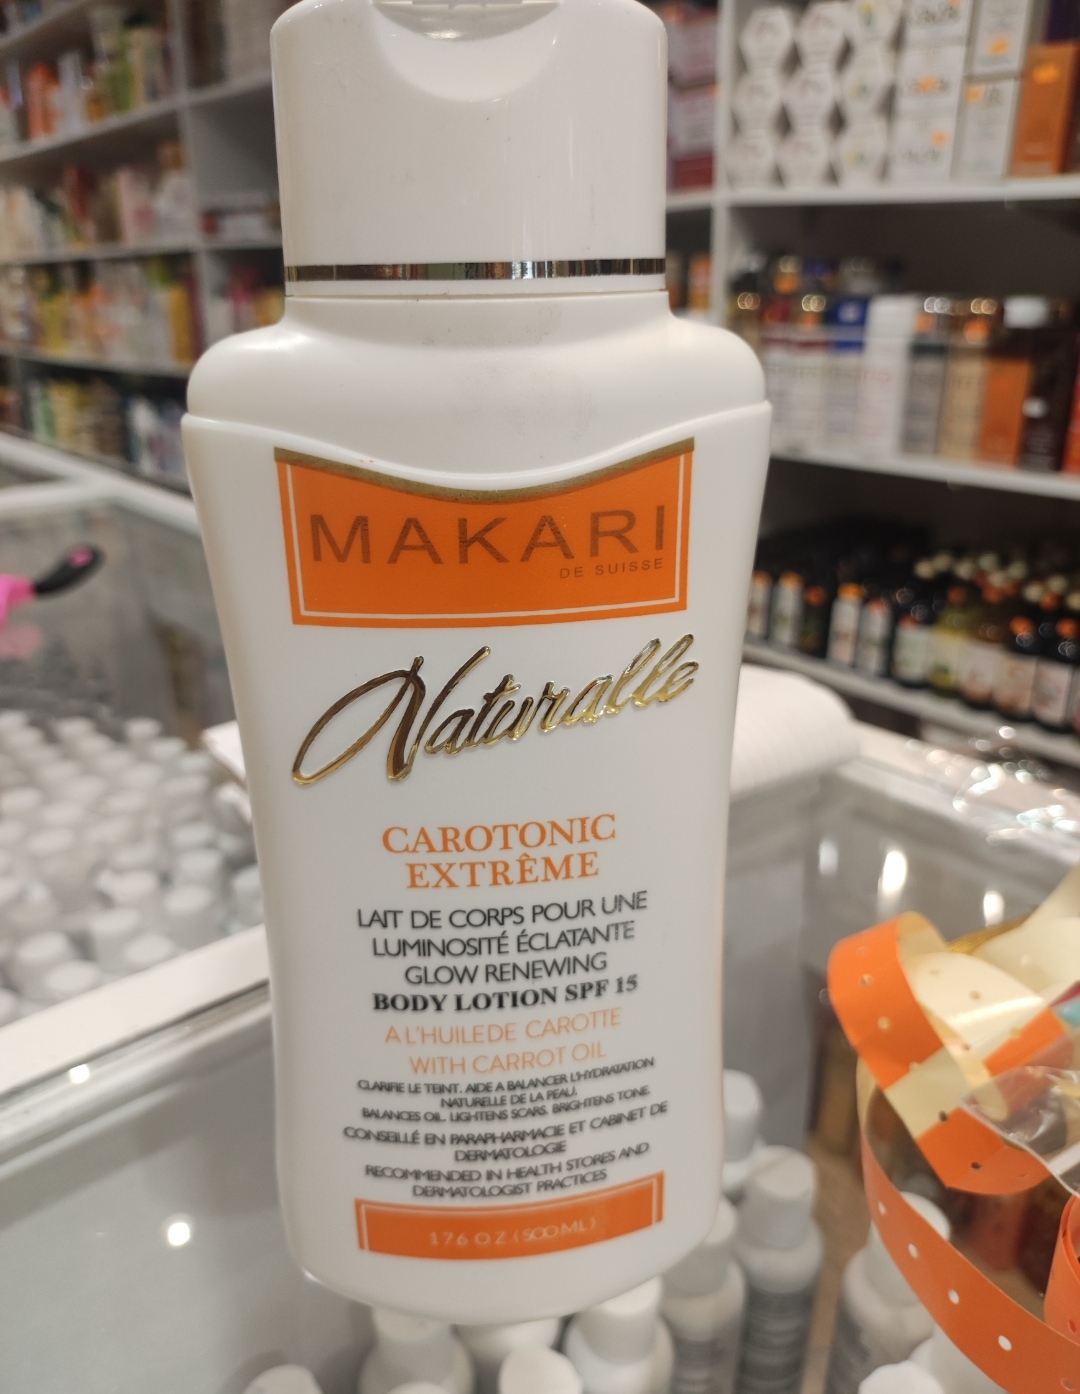 MAKARI
DE SUISSE
Naturalle
CAROTONIC
EXTRÊME
LAIT DE CORPS POUR UNE
LUMINOSITÉ ÉCLATANTE
GLOW RENEWING
BODY LOTION SPF 15
A L'HUILE DE CAROTTE
WITH CARROT OIL
CLARIFIE LE TEINT. AIDE A BALANCER L'HYDRATATION
NATURELLE DE LA PEAU.
BALANCES OIL. LIGHTENS SCARS. BRIGHTENS TONE.
CONSEILLÉ EN PARAPHARMACIE ET CABINET DE
DERMATOLOGIE
RECOMMENDED IN HEALTH STORES AND
DERMATOLOGIST PRACTICES
17.6 OZ. (500 ML)